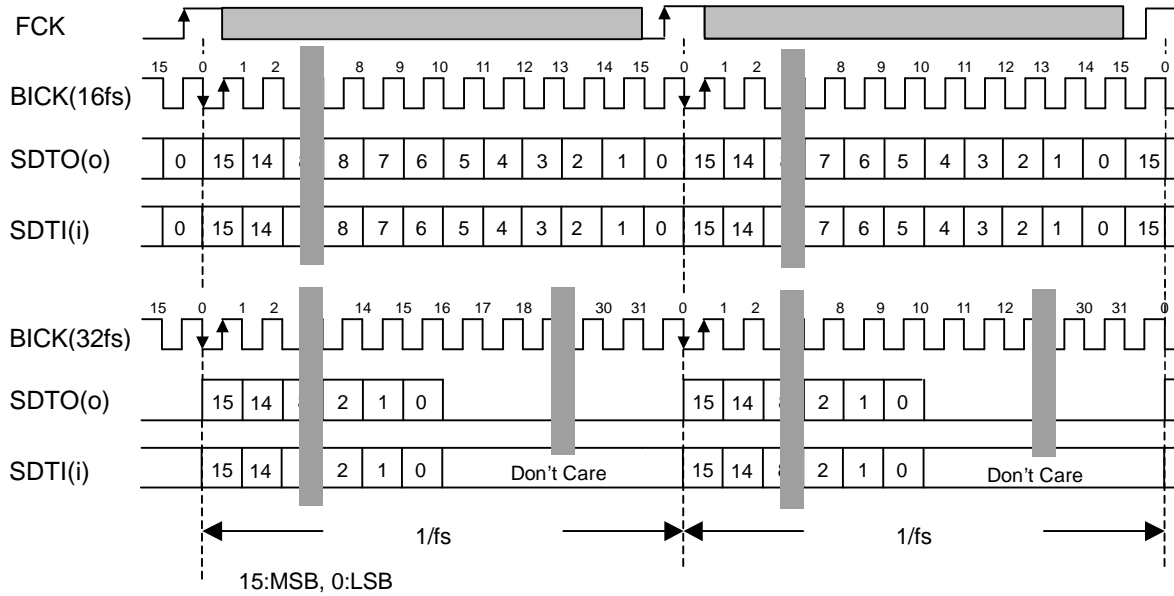 FCK
15 0 1 2 8 9 10 11 12 13 14 15 0 1 2 8 9 10 11 12 13 14 15 0
BICK(16fs)
SDTO(o) 0 15 14 8 7 6 5 4 3 2 1 0 15 14 7 6 5 4 3 2 1 0 15
SDTI(i) 0 15 14 8 7 6 5 4 3 2 1 0 15 14 7 6 5 4 3 2 1 0 15
15 0 1 2 14 15 16 17 18 30 31 0 1 2 8 9 10 11 12 30 31 0
BICK(32fs)
SDTO(o) 15 14 2 1 0 15 14 2 1 0
SDTI(i) 15 14 2 1 0 Don't Care 15 14 2 1 0 Don't Care
1/fs 1/fs
15:MSB, 0:LSB